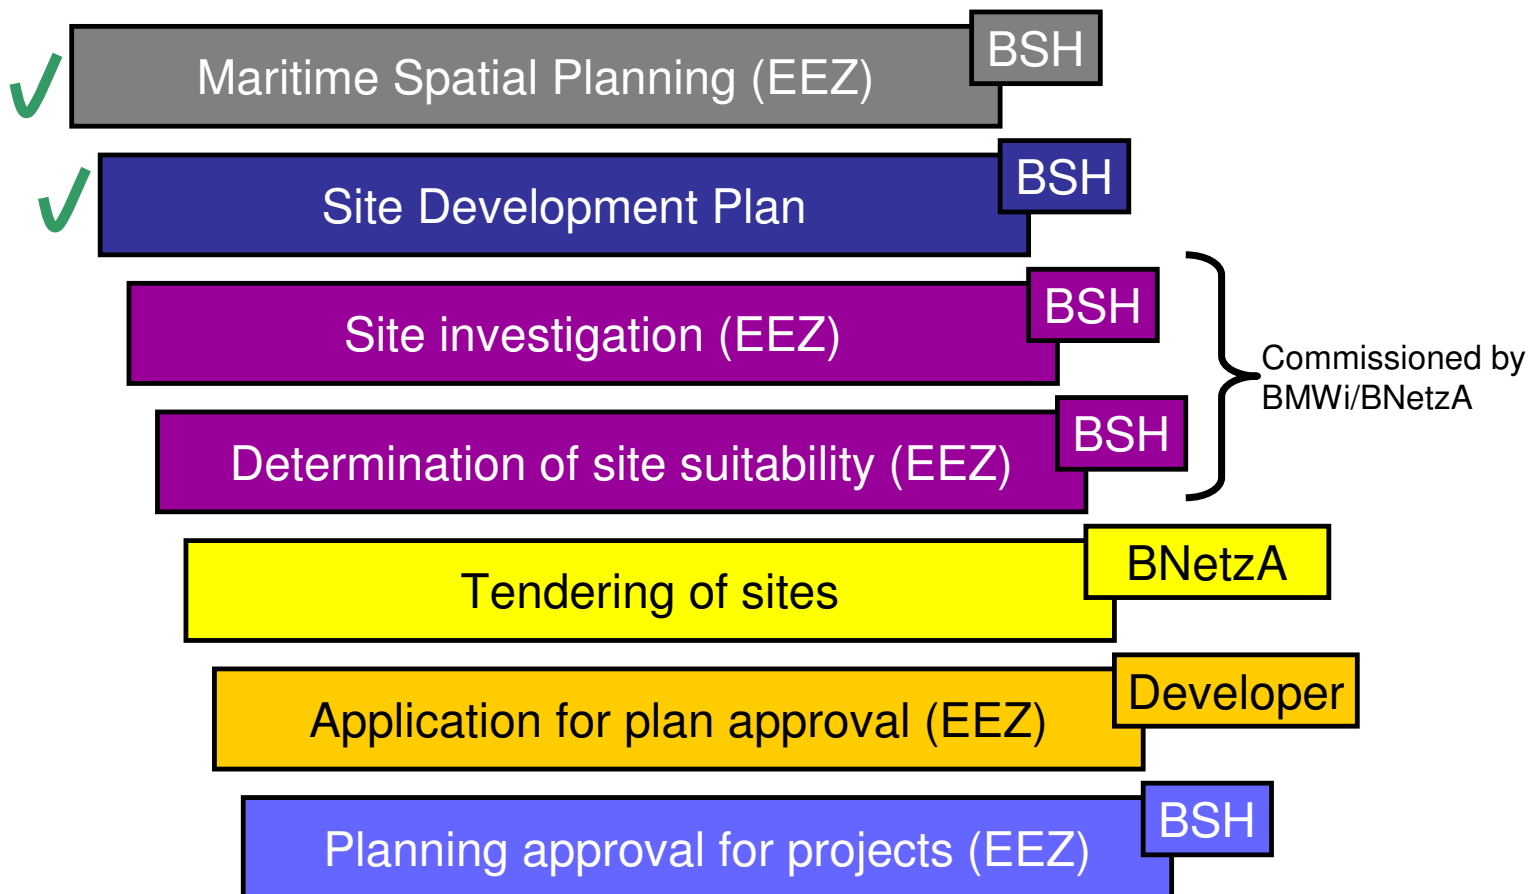 Maritime Spatial Planning (EEZ)
BSH
Site Development Plan
BSH
Site investigation (EEZ)
BSH
Commissioned by
BMWi/BNetzA
Determination of site suitability (EEZ)
BSH
Tendering of sites
BNetzA
Application for plan approval (EEZ)
Developer
Planning approval for projects (EEZ)
BSH